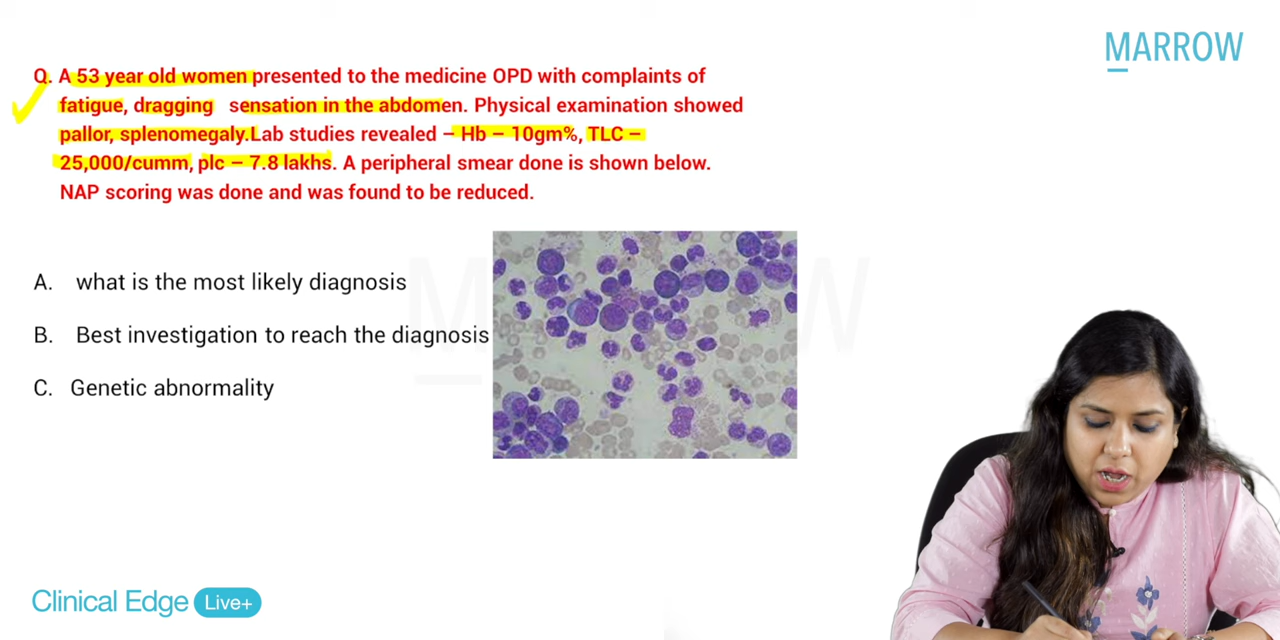 MARROW
Q. A 53 year old women presented to the medicine OPD with complaints of
fatigue, dragging sensation in the abdomen. Physical examination showed
pallor, splenomegaly.Lab studies revealed – Hb – 10gm%, TLC –
25,000/cumm, plc – 7.8 lakhs. A peripheral smear done is shown below.
NAP scoring was done and was found to be reduced.
A. what is the most likely diagnosis
B. Best investigation to reach the diagnosis
C. Genetic abnormality
MARROW
Clinical Edge Live+